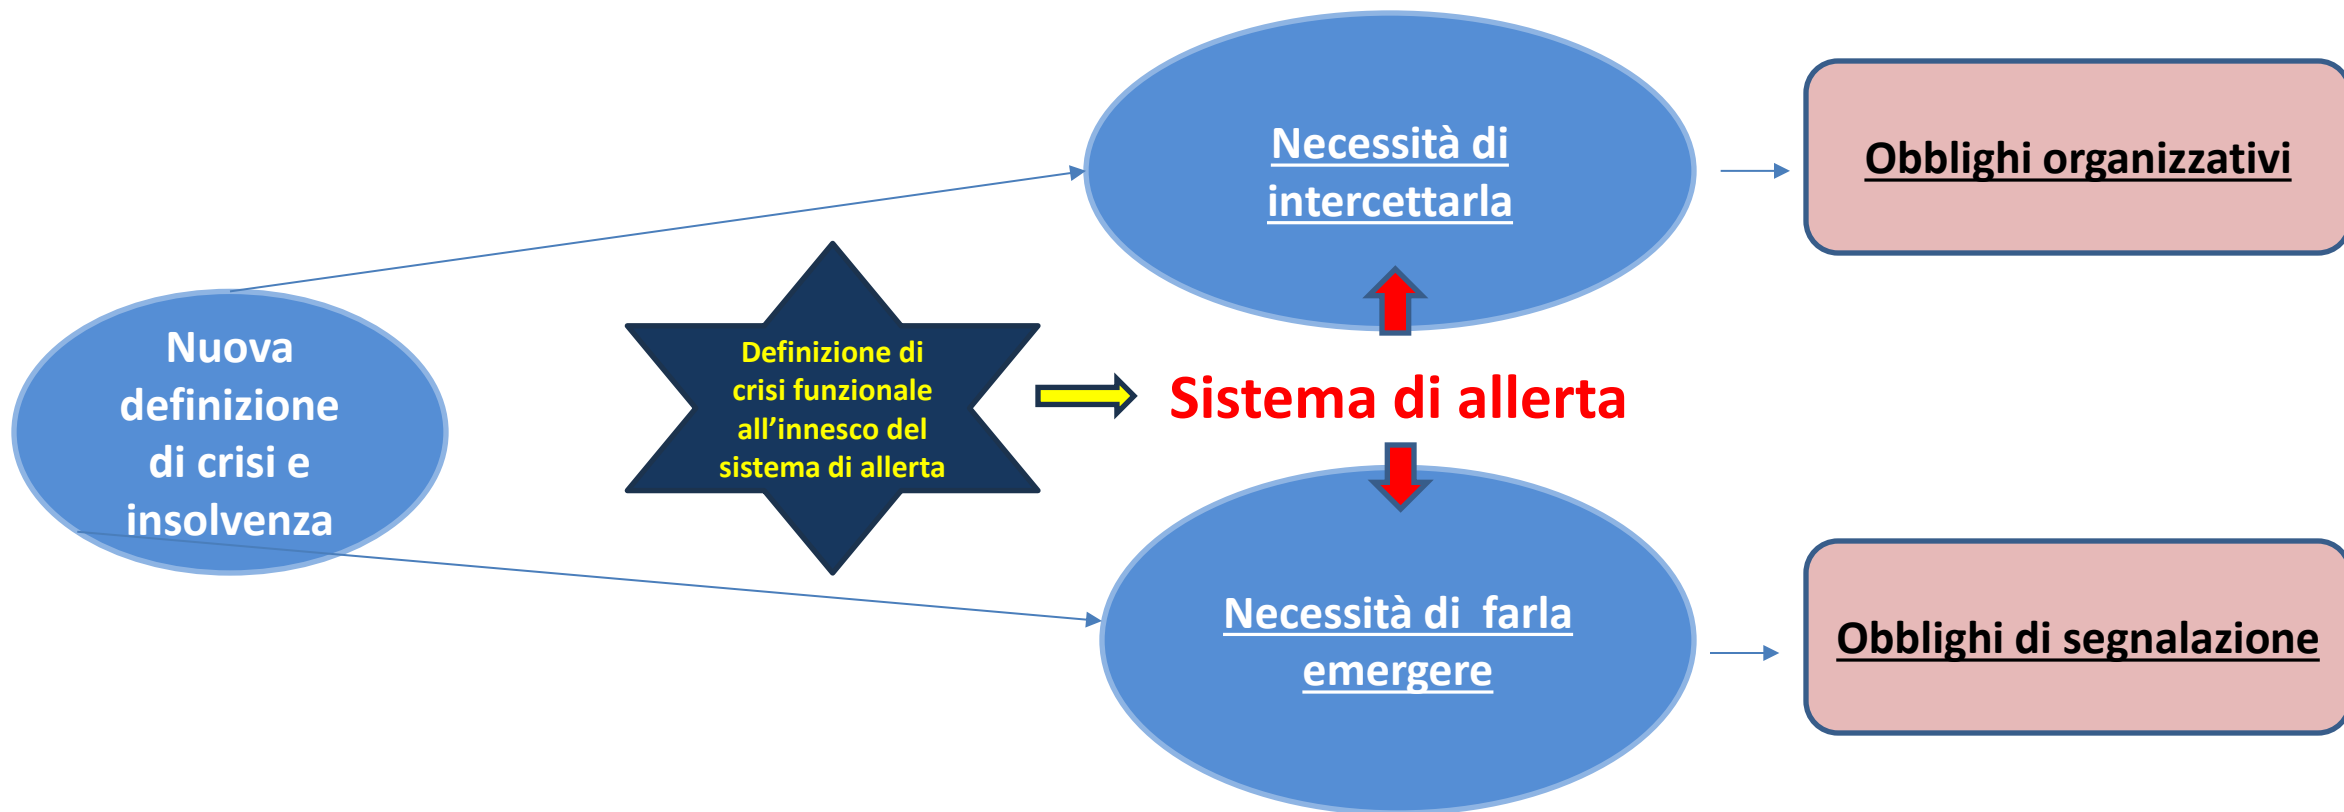 Nuova
definizione
di crisi e
insolvenza
Definizione di
crisi funzionale
all’innesco del
sistema di allerta
Necessità di
intercettarla
Sistema di allerta
Necessità di  farla
emergere
Obblighi organizzativi
Obblighi di segnalazione